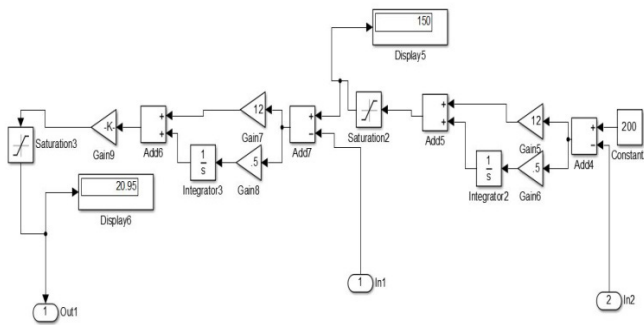 150
Display5
12
Gain7
-K-
Gain9
Add6
Saturation3
1
s
Integrator3
.5
Gain8
Add7
Saturation2
Add5
12
Gain5
1
s
Integrator2
.5
Gain6
Add4
200
Constant
20.95
Display6
1
Out1
1
In1
2
In2